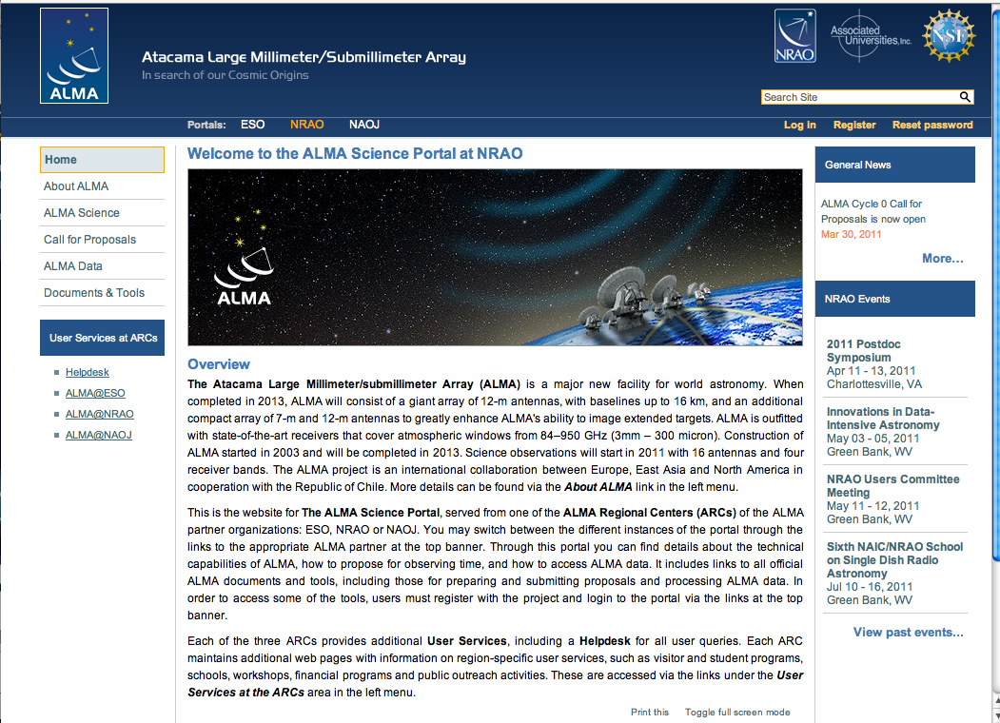 ALMA
Atacama Large Millimeter/Submillimeter Array
In search of our Cosmic Origins
NRAO
Associated
Universities, Inc.
NSF
Search Site
Portals: ESO NRAO NAOJ
Log in Register Reset password
Home
About ALMA
ALMA Science
Call for Proposals
ALMA Data
Documents & Tools
User Services at ARCs
Helpdesk
ALMA@ESO
ALMA@NRAO
ALMA@NAOJ
Welcome to the ALMA Science Portal at NRAO
ALMA
Overview
The Atacama Large Millimeter/submillimeter Array (ALMA) is a major new facility for world astronomy. When
completed in 2013, ALMA will consist of a giant array of 12-m antennas, with baselines up to 16 km, and an additional
compact array of 7-m and 12-m antennas to greatly enhance ALMA's ability to image extended targets. ALMA is outfitted
with state-of-the-art receivers that cover atmospheric windows from 84–950 GHz (3mm – 300 micron). Construction of
ALMA started in 2003 and will be completed in 2013. Science observations will start in 2011 with 16 antennas and four
receiver bands. The ALMA project is an international collaboration between Europe, East Asia and North America in
cooperation with the Republic of Chile. More details can be found via the About ALMA link in the left menu.
This is the website for The ALMA Science Portal, served from one of the ALMA Regional Centers (ARCs) of the ALMA
partner organizations: ESO, NRAO or NAOJ. You may switch between the different instances of the portal through the
links to the appropriate ALMA partner at the top banner. Through this portal you can find details about the technical
capabilities of ALMA, how to propose for observing time, and how to access ALMA data. It includes links to all official
ALMA documents and tools, including those for preparing and submitting proposals and processing ALMA data. In
order to access some of the tools, users must register with the project and login to the portal via the links at the top
banner.
Each of the three ARCs provides additional User Services, including a Helpdesk for all user queries. Each ARC
maintains additional web pages with information on region-specific user services, such as visitor and student programs,
schools, workshops, financial programs and public outreach activities. These are accessed via the links under the User
Services at the ARCs area in the left menu.
Print this Toggle full screen mode
General News
ALMA Cycle 0 Call for
Proposals is now open
Mar 30, 2011
More...
NRAO Events
2011 Postdoc
Symposium
Apr 11 - 13, 2011
Charlottesville, VA
Innovations in Data-
Intensive Astronomy
May 03 - 05, 2011
Green Bank, WV
NRAO Users Committee
Meeting
May 11 - 12, 2011
Green Bank, WV
Sixth NAIC/NRAO School
on Single Dish Radio
Astronomy
Jul 10 - 16, 2011
Green Bank, WV
View past events...